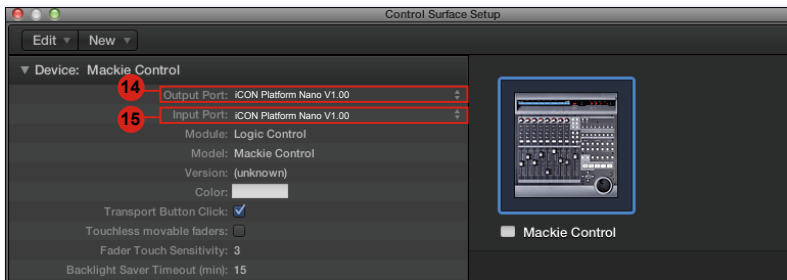 Control Surface Setup
Edit New
Device: Mackie Control
14 Output Port: iCON Platform Nano V1.00
15 Input Port: iCON Platform Nano V1.00
Module: Logic Control
Model: Mackie Control
Version: (unknown)
Color:
Transport Button Click:
Touchless movable faders:
Fader Touch Sensitivity: 3
Backlight Saver Timeout (min): 15
Mackie Control